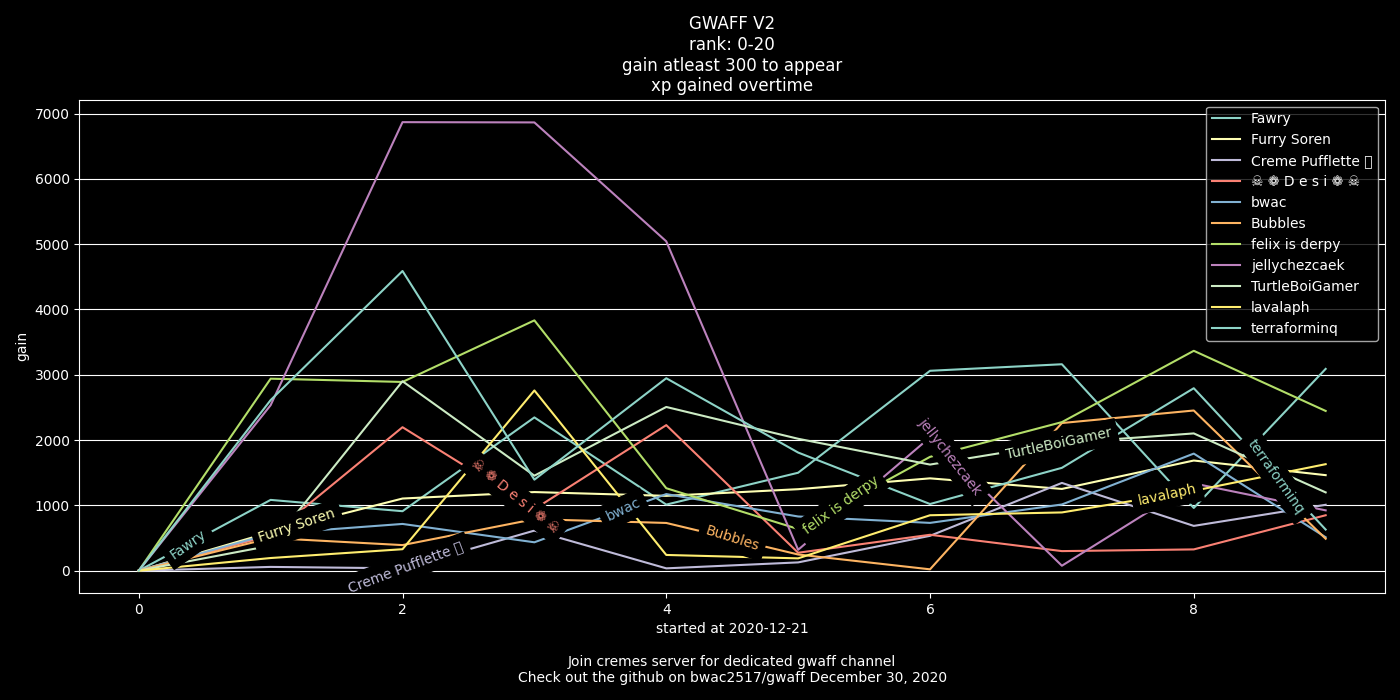 GWAFF V2
rank: 0-20
gain atleast 300 to appear
xp gained overtime
7000
6000
5000
4000
3000
2000
1000
0
gain
Fawry
Furry Soren
Creme Pufflette
☠ ❁ D e s i ❁ ☠
bwac
Bubbles
felix is derpy
jellychezcaek
TurtleBoiGamer
lavalaph
terraforminq
Fawry
Furry Soren
Creme Pufflette
☠ ❁ D e s i ❁ ☠
bwac
Bubbles
felix is derpy
jellychezcaek
TurtleBoiGamer
lavalaph
terraforminq
0 2 4 6 8
started at 2020-12-21
Join cremes server for dedicated gwaff channel
Check out the github on bwac2517/gwaff December 30, 2020